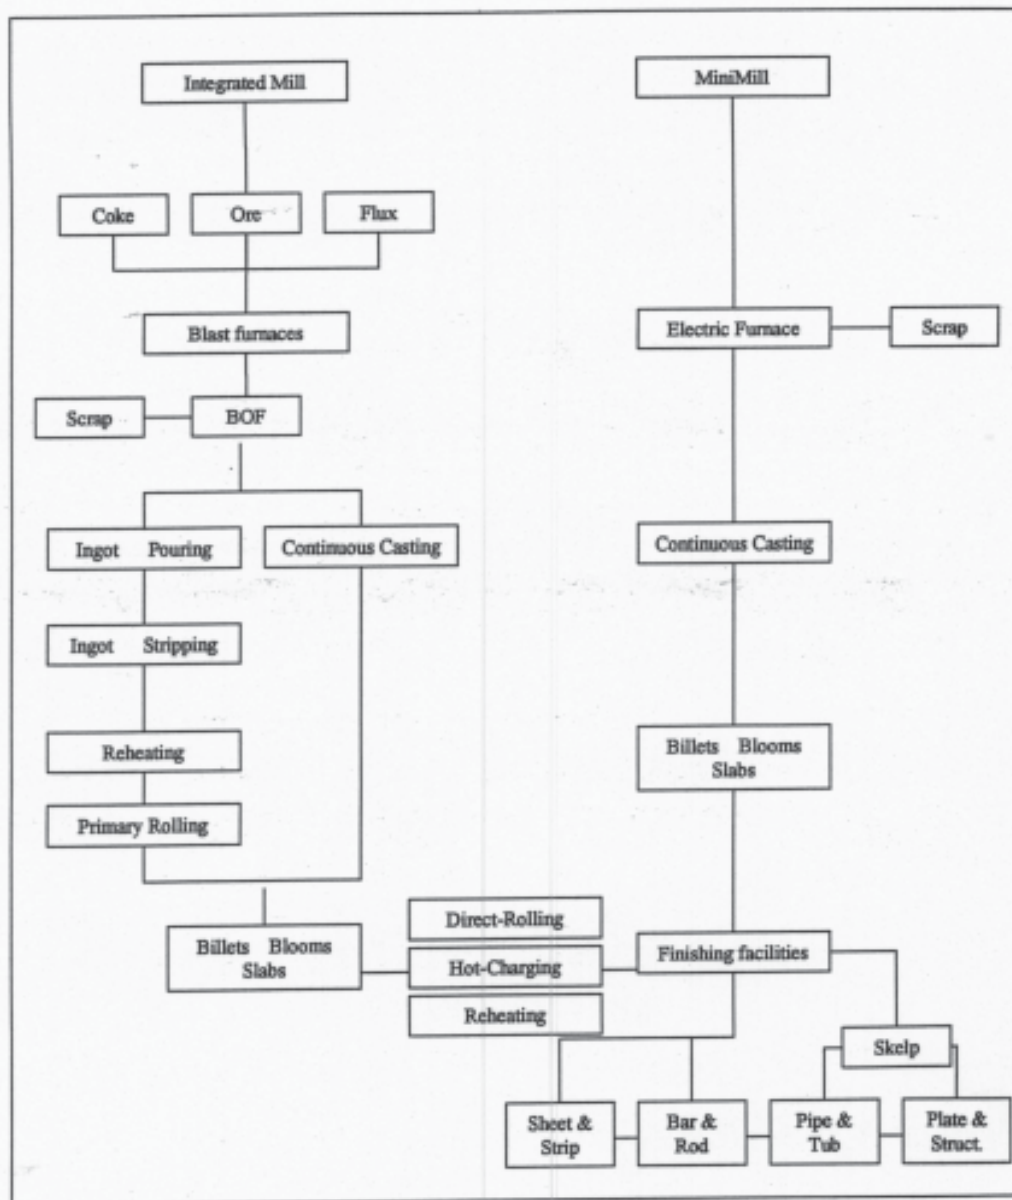 Integrated Mill
MiniMill
Coke
Ore
Flux
Blast furnaces
Electric Furnace
Scrap
Scrap
BOF
Ingot Pouring
Continuous Casting
Continuous Casting
Ingot Stripping
Reheating
Billets Blooms
Slabs
Primary Rolling
Direct-Rolling
Billets Blooms
Slabs
Hot-Charging
Finishing facilities
Reheating
Skelp
Sheet &
Strip
Bar &
Rod
Pipe &
Tub
Plate &
Struct.